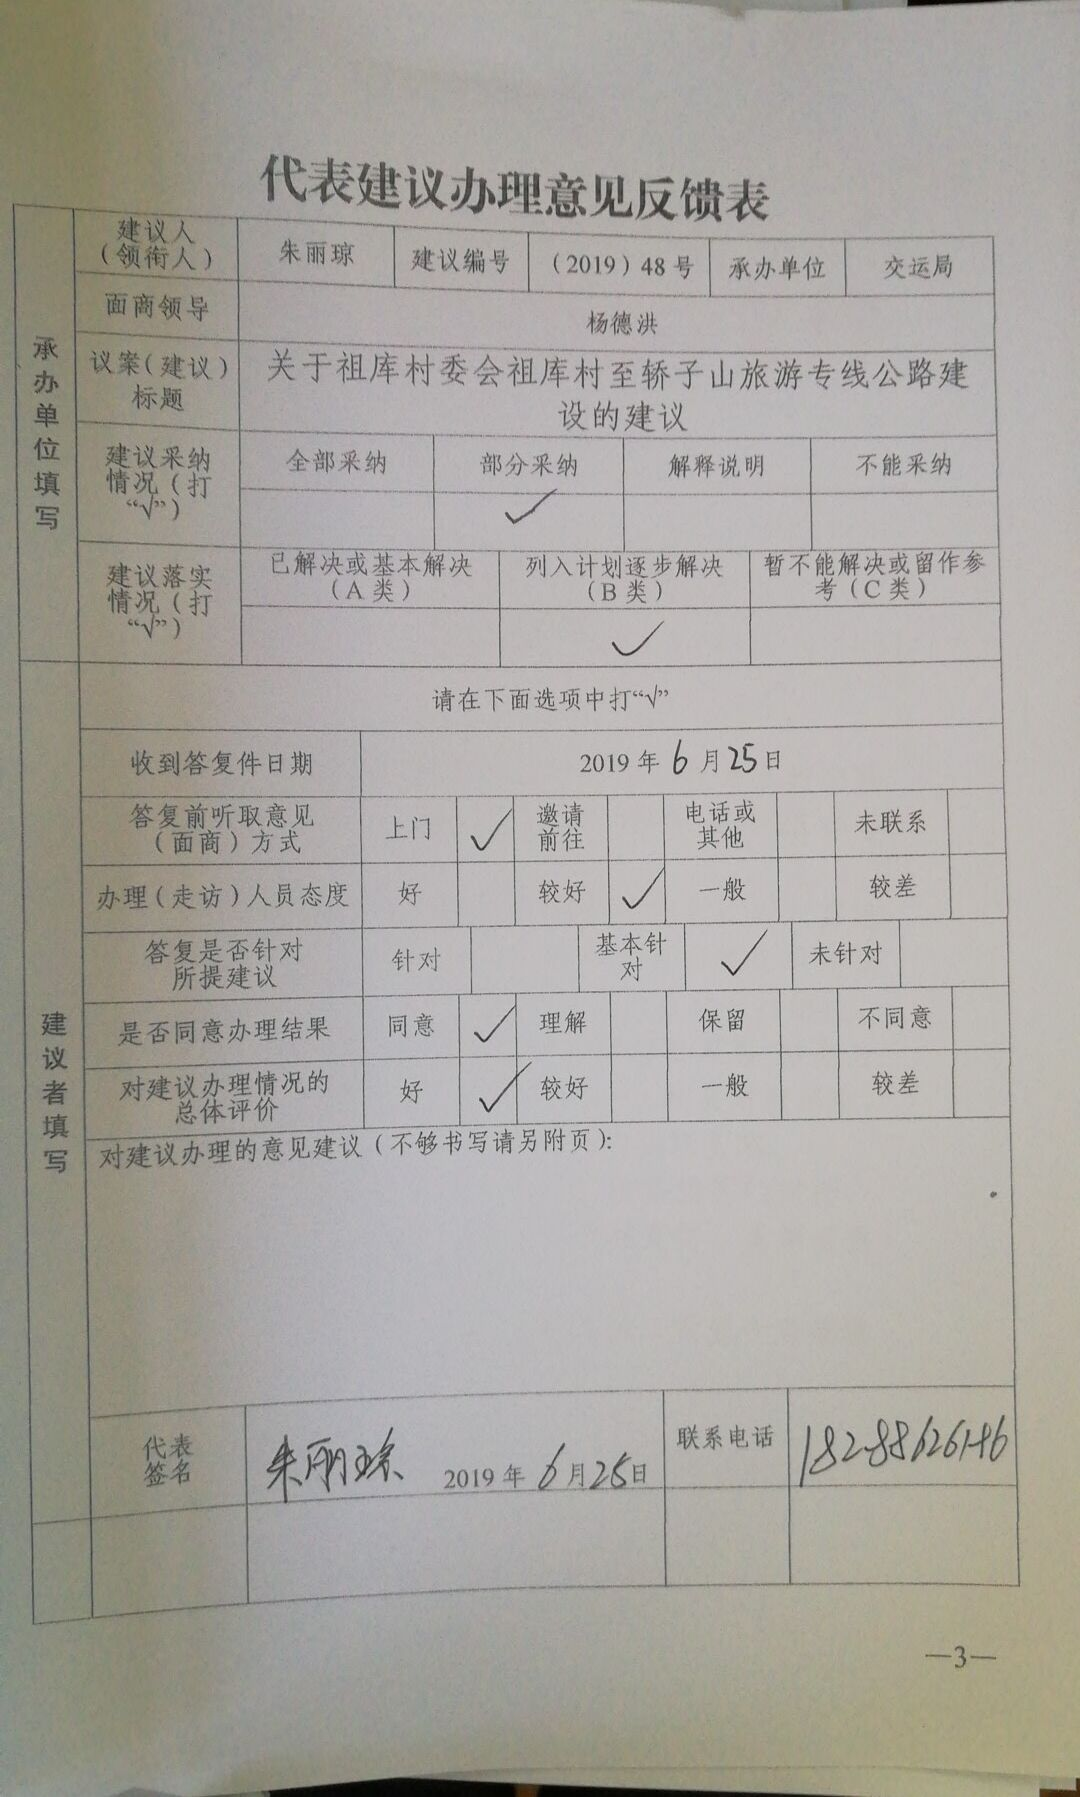 代表建议办理意见反馈表
承办单位填写
建议人
(领衔人)
朱丽琼
建议编号
(2019)48号
承办单位
交运局
面商领导
杨德洪
议案(建议)
标题
关于祖库村委会祖库村至轿子山旅游专线公路建
设的建议
建议采纳
情况(打
“√”)
全部采纳
部分采纳
解释说明
不能采纳
✓
建议落实
情况(打
“√”)
已解决或基本解决
(A类)
列入计划逐步解决
(B类)
暂不能解决或留作参
考(C类)
✓
建议者填写
请在下面选项中打“√”
收到答复件日期
2019年6月25日
答复前听取意见
(面商)方式
上门
✓
邀请
前往
电话或
其他
未联系
办理(走访)人员态度
好
较好
✓
一般
较差
答复是否针对
所提建议
针对
基本针
对
✓
未针对
是否同意办理结果
同意
✓
理解
保留
不同意
对建议办理情况的
总体评价
好
✓
较好
一般
较差
对建议办理的意见建议(不够书写请另附页):
代表
签名
朱丽琼 2019年6月25日
联系电话
—3—